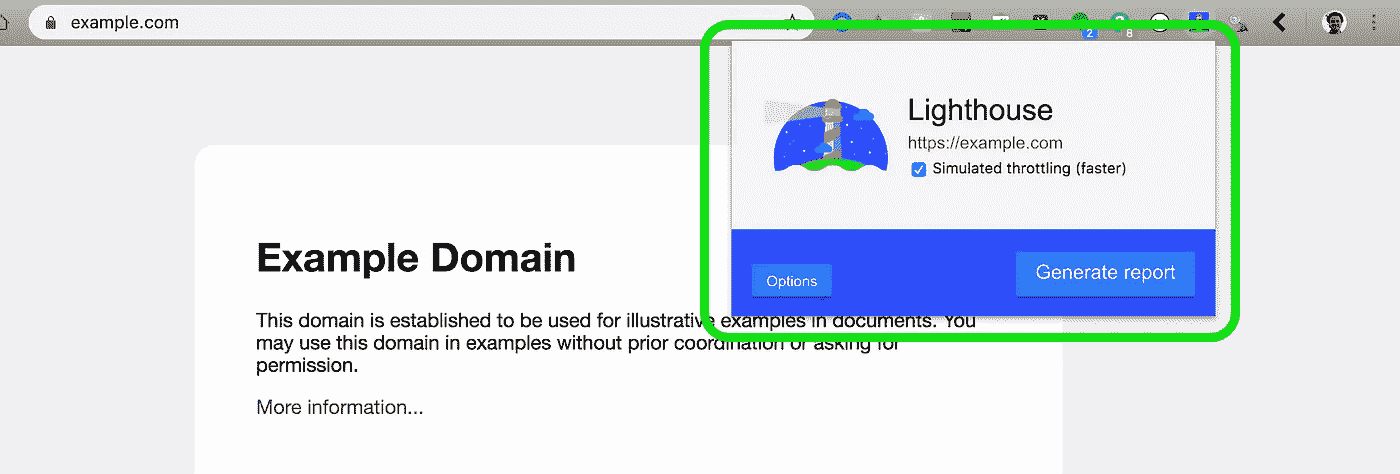 example.com
2
8
Lighthouse
https://example.com
Simulated throttling (faster)
Options
Generate report
Example Domain
This domain is established to be used for illustrative examples in documents. You
may use this domain in examples without prior coordination or asking for
permission.
More information...